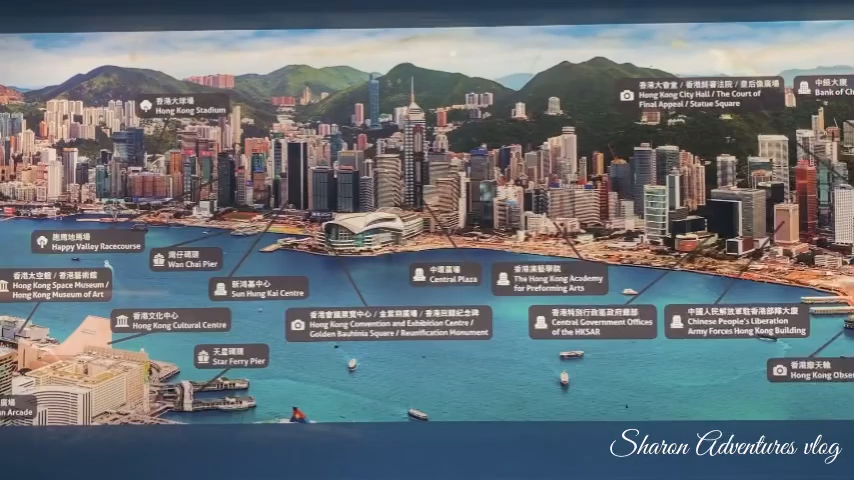 香港大會堂 / 香港終審法院 / 皇后像廣場
Hong Kong City Hall / The Court of
Final Appeal / Statue Square
中銀大廈
Bank of Ch
香港大球場
Hong Kong Stadium
跑馬地馬場
Happy Valley Racecourse
灣仔碼頭
Wan Chai Pier
香港太空館 / 香港藝術館
Hong Kong Space Museum /
Hong Kong Museum of Art
新鴻基中心
Sun Hung Kai Centre
中環廣場
Central Plaza
香港演藝學院
The Hong Kong Academy
for Preforming Arts
香港文化中心
Hong Kong Cultural Centre
香港會議展覽中心 / 金紫荊廣場 / 香港回歸紀念碑
Hong Kong Convention and Exhibition Centre /
Golden Bauhinia Square / Reunification Monument
香港特別行政區政府總部
Central Government Offices
of the HKSAR
中國人民解放軍駐香港部隊大廈
Chinese People's Liberation
Army Forces Hong Kong Building
天星碼頭
Star Ferry Pier
香港摩天輪
Hong Kong Obser
廣場
n Arcade
Sharon Adventures vlog